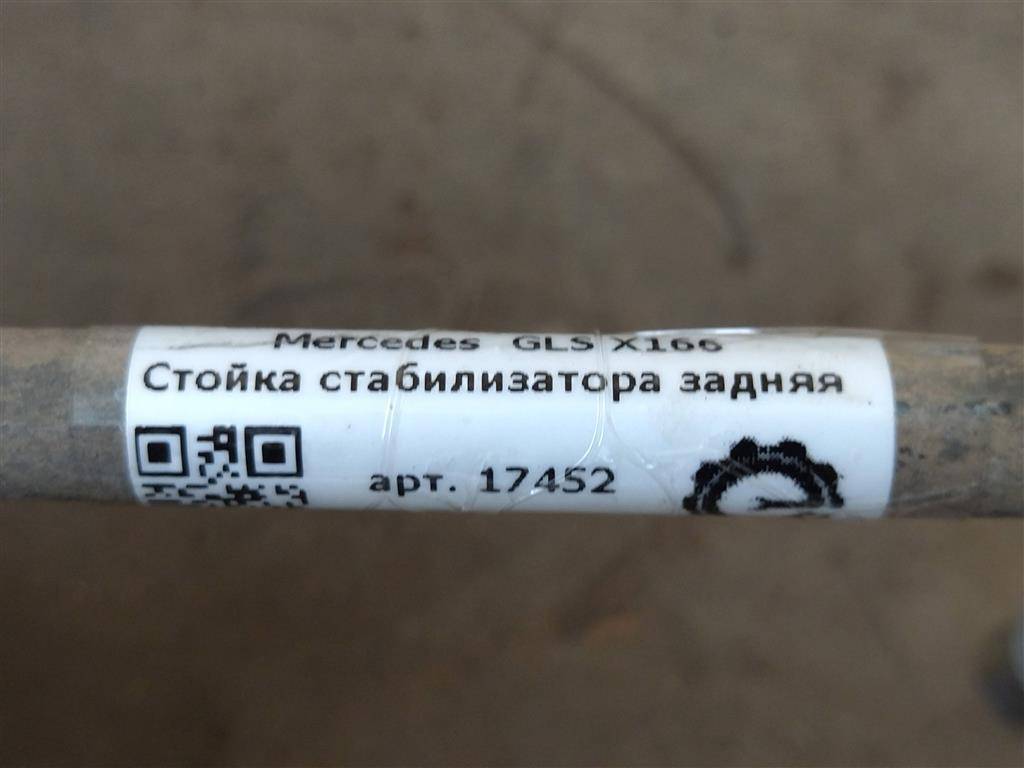 Mercedes GLS X166
Стойка стабилизатора задняя
арт. 17452